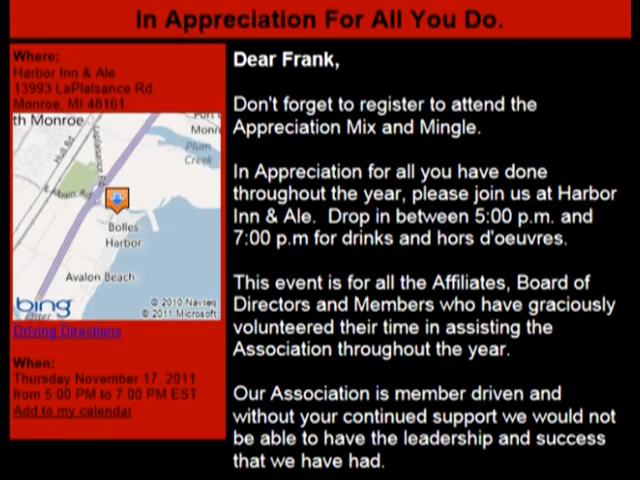 In Appreciation For All You Do.
Where:
Harbor Inn & Ale
13993 LaPlaisance Rd.
Monroe, MI 48161
th Monroe
Monr
Plum
Creek
Hull Rd
Laplaisance Rd
E Albain Rd
Bolles
Harbor
Avalon Beach
bing
© 2010 Navteq
© 2011 Microsoft
Driving Directions
When:
Thursday November 17, 2011
from 5:00 PM to 7:00 PM EST
Add to my calendar
Dear Frank,
Don't forget to register to attend the
Appreciation Mix and Mingle.
In Appreciation for all you have done
throughout the year, please join us at Harbor
Inn & Ale. Drop in between 5:00 p.m. and
7:00 p.m for drinks and hors d'oeuvres.
This event is for all the Affiliates, Board of
Directors and Members who have graciously
volunteered their time in assisting the
Association throughout the year.
Our Association is member driven and
without your continued support we would not
be able to have the leadership and success
that we have had.